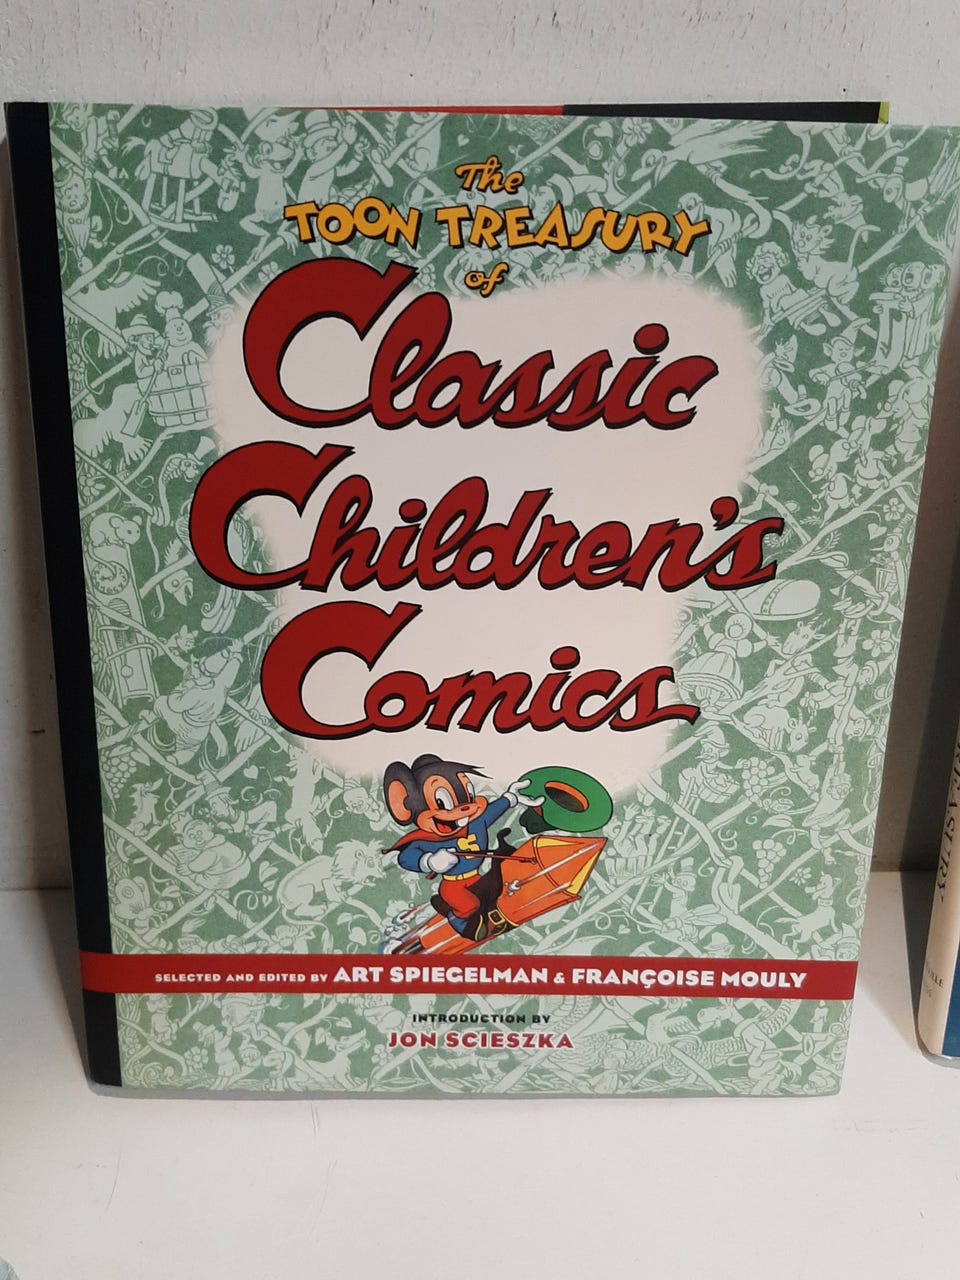 The
TOON TREASURY
of
Classic
Children's
Comics
SELECTED AND EDITED BY ART SPIEGELMAN & FRANÇOISE MOULY
INTRODUCTION BY
JON SCIESZKA